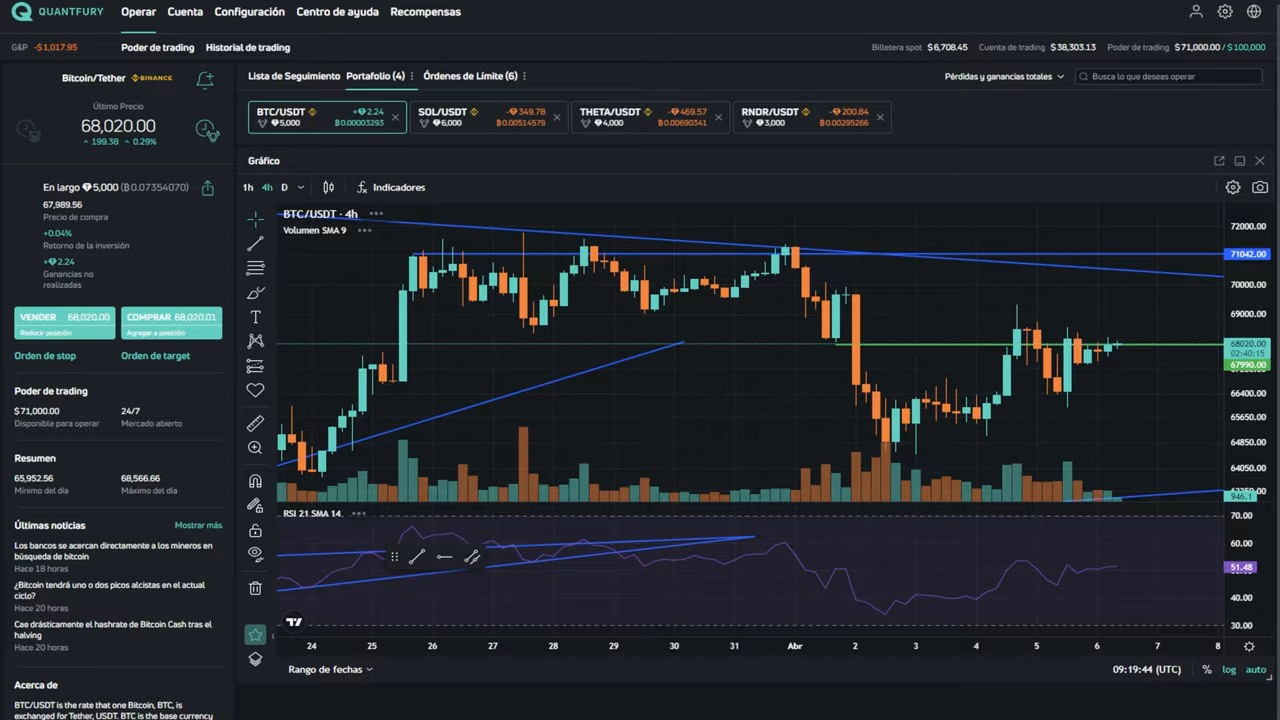 QUANTFURY
Operar
Cuenta
Configuración
Centro de ayuda
Recompensas
G&P -$1,017.95
Poder de trading
Historial de trading
Billetera spot $6,708.45
Cuenta de trading $38,303.13
Poder de trading $71,000.00 / $100,000
Bitcoin/Tether BINANCE
Último Precio
68,020.00
199.38 0.29%
En largo 5,000 (₿0.07354070)
67,989.56
Precio de compra
+0.04%
Retorno de la inversión
+2.24
Ganancias no
realizadas
VENDER 68,020.00
Reducir posición
COMPRAR 68,020.01
Agregar a posición
Orden de stop
Orden de target
Poder de trading
$71,000.00
Disponible para operar
24/7
Mercado abierto
Resumen
65,952.56
Mínimo del día
68,566.66
Máximo del día
Últimas noticias
Mostrar más
Los bancos se acercan directamente a los mineros en
búsqueda de bitcoin
Hace 18 horas
¿Bitcoin tendrá uno o dos picos alcistas en el actual
ciclo?
Hace 20 horas
Cae drásticamente el hashrate de Bitcoin Cash tras el
halving
Hace 20 horas
Acerca de
BTC/USDT is the rate that one Bitcoin, BTC, is
exchanged for Tether, USDT. BTC is the base currency
Lista de Seguimiento
Portafolio (4)
Órdenes de Límite (6)
Pérdidas y ganancias totales
Busca lo que deseas operar
BTC/USDT +2.24
5,000 ₿0.00003293
SOL/USDT -349.78
6,000 ₿0.00514579
THETA/USDT -469.57
4,000 ₿0.00690341
RNDR/USDT -200.84
3,000 ₿0.00295266
Gráfico
1h 4h D
Indicadores
BTC/USDT · 4h
Volumen SMA 9
72000.00
71042.00
70000.00
69000.00
68020.00
02:40:15
67990.00
66400.00
65650.00
64850.00
64050.00
946.1
RSI 21 SMA 14
70.00
60.00
51.48
40.00
30.00
24 25 26 27 28 29 30 31 Abr 2 3 4 5 6 7 8
Rango de fechas
09:19:44 (UTC)
%
log
auto